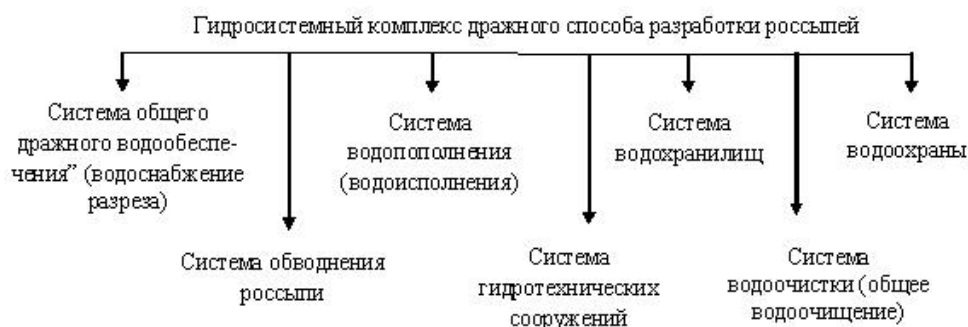 Гидросистемный комплекс дражного способа разработки россыпей
Система общего
дражного водообеспе-
чения” (водоснабжение
разреза)
Система
водопополнения
(водоисполнения)
Система
водохранилищ
Система
водоохраны
Система обводнения
россыпи
Система
гидротехнических
сооружений
Система
водоочистки (общее
водоочищение)